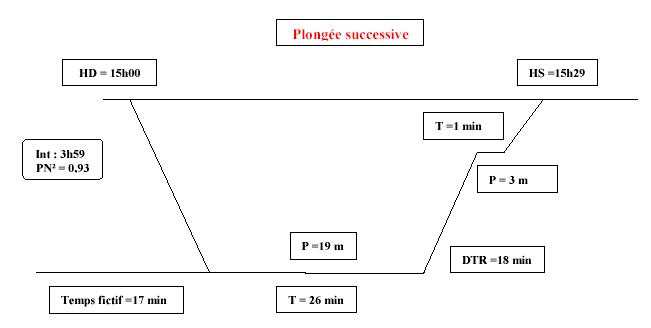 Plongée successive
HD = 15h00
HS =15h29
T =1 min
Int : 3h59
PN² = 0,93
P = 3 m
P =19 m
DTR =18 min
Temps fictif =17 min
T = 26 min